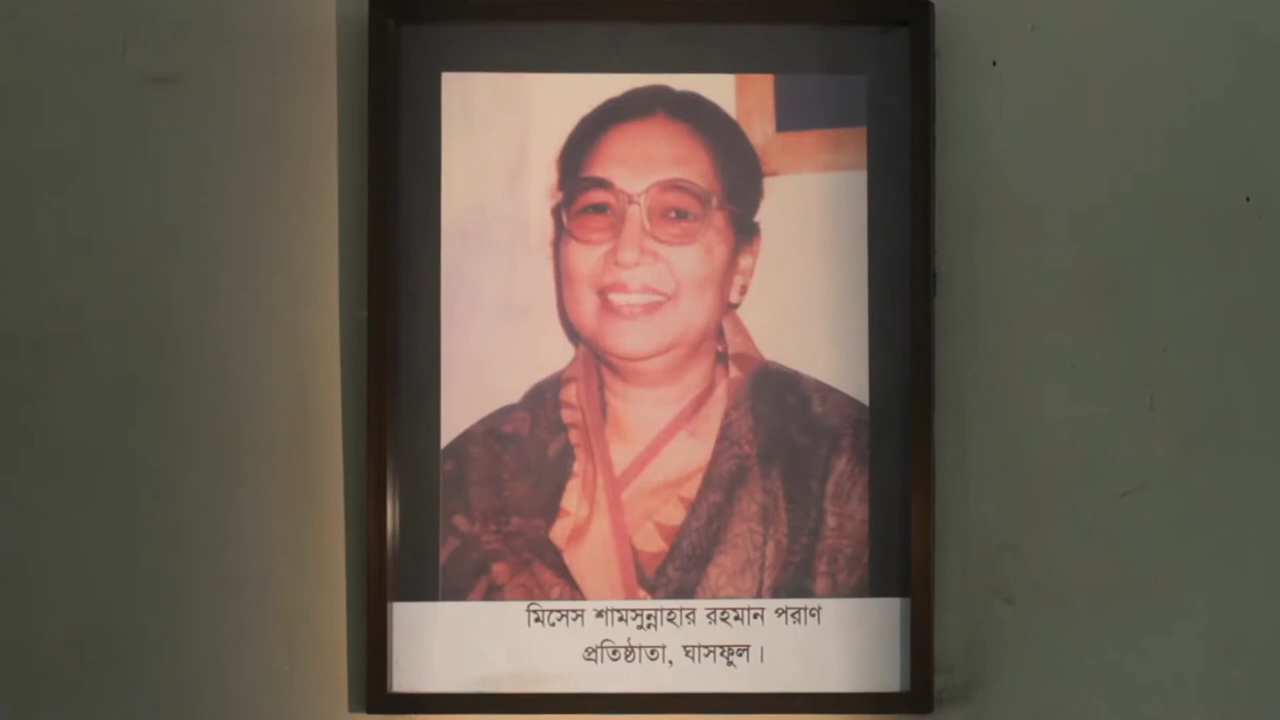 মিসেস শামসুন্নাহার রহমান পরাণ
প্রতিষ্ঠাতা, ঘাসফুল।